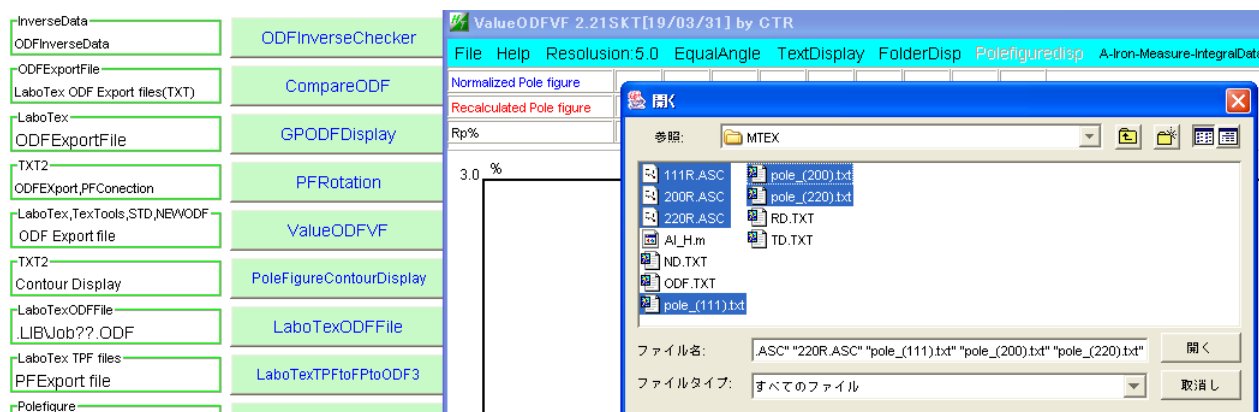 InverseData
ODFInverseData
ODFInverseChecker
ODFExportFile
LaboTex ODF Export files(TXT)
CompareODF
LaboTex
ODFExportFile
GPODFDisplay
TXT2
ODFEXport,PFConection
PFRotation
LaboTex,TexTools,STD,NEWODF
ODF Export file
ValueODFVF
TXT2
Contour Display
PoleFigureContourDisplay
LaboTexODFFile
.LIB\Job??.ODF
LaboTexODFFile
LaboTex TPF files
PFExport file
LaboTexTPFtoFPtoODF3
Polefigure
ValueODFVF 2.21SKT[19/03/31] by CTR
File Help Resolusion:5.0 EqualAngle TextDisplay FolderDisp Polefiguredisp A-Iron-Measure-IntegralData
Normalized Pole figure
Recalculated Pole figure
Rp%
3.0 %
開く
参照: MTEX
111R.ASC
200R.ASC
220R.ASC
Al_H.m
ND.TXT
ODF.TXT
pole_(111).txt
pole_(200).txt
pole_(220).txt
RD.TXT
TD.TXT
ファイル名: .ASC" "220R.ASC" "pole_(111).txt" "pole_(200).txt" "pole_(220).txt" 開く
ファイルタイプ: すべてのファイル 取消し